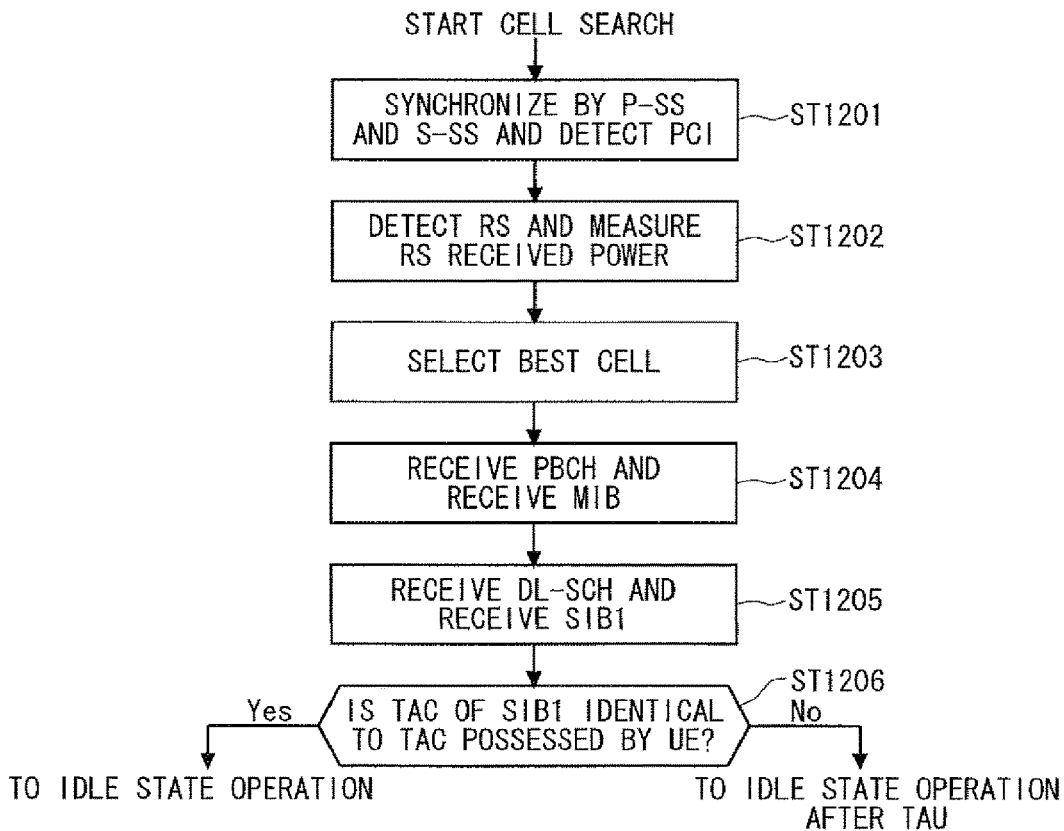 START CELL SEARCH
SYNCHRONIZE BY P-SS
AND S-SS AND DETECT PCI
ST1201
DETECT RS AND MEASURE
RS RECEIVED POWER
ST1202
SELECT BEST CELL
ST1203
RECEIVE PBCH AND
RECEIVE MIB
ST1204
RECEIVE DL-SCH AND
RECEIVE SIB1
ST1205
ST1206
Yes
IS TAC OF SIB1 IDENTICAL
TO TAC POSSESSED BY UE?
No
TO IDLE STATE OPERATION
TO IDLE STATE OPERATION
AFTER TAU